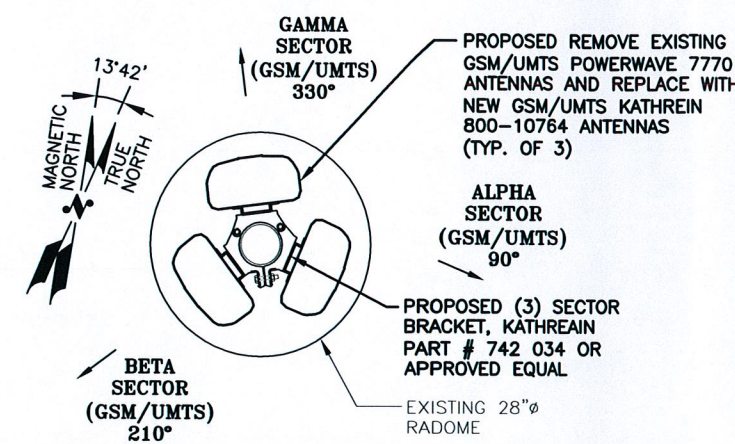 GAMMA
SECTOR
(GSM/UMTS)
330°
PROPOSED REMOVE EXISTING
GSM/UMTS POWERWAVE 7770
ANTENNAS AND REPLACE WITH
NEW GSM/UMTS KATHREIN
800-10764 ANTENNAS
(TYP. OF 3)
13°42'
MAGNETIC
NORTH
TRUE
NORTH
N
ALPHA
SECTOR
(GSM/UMTS)
90°
PROPOSED (3) SECTOR
BRACKET, KATHREAIN
PART # 742 034 OR
APPROVED EQUAL
BETA
SECTOR
(GSM/UMTS)
210°
EXISTING 28"ø
RADOME